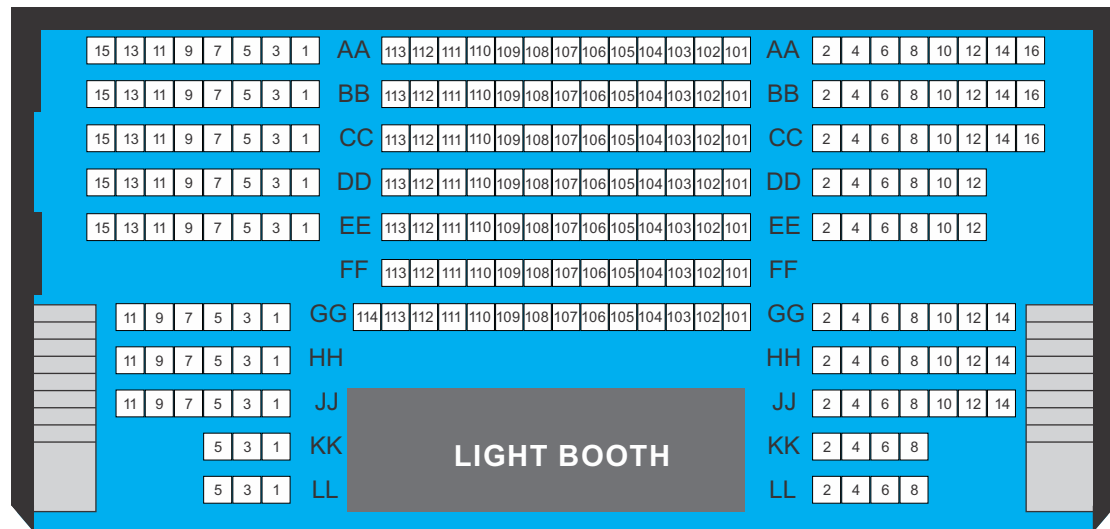 15 13 11 9 7 5 3 1 AA 113 112 111 110 109 108 107 106 105 104 103 102 101 AA 2 4 6 8 10 12 14 16
15 13 11 9 7 5 3 1 BB 113 112 111 110 109 108 107 106 105 104 103 102 101 BB 2 4 6 8 10 12 14 16
15 13 11 9 7 5 3 1 CC 113 112 111 110 109 108 107 106 105 104 103 102 101 CC 2 4 6 8 10 12 14 16
15 13 11 9 7 5 3 1 DD 113 112 111 110 109 108 107 106 105 104 103 102 101 DD 2 4 6 8 10 12
15 13 11 9 7 5 3 1 EE 113 112 111 110 109 108 107 106 105 104 103 102 101 EE 2 4 6 8 10 12
FF 113 112 111 110 109 108 107 106 105 104 103 102 101 FF
11 9 7 5 3 1 GG 114 113 112 111 110 109 108 107 106 105 104 103 102 101 GG 2 4 6 8 10 12 14
11 9 7 5 3 1 HH HH 2 4 6 8 10 12 14
11 9 7 5 3 1 JJ JJ 2 4 6 8 10 12 14
5 3 1 KK LIGHT BOOTH KK 2 4 6 8
5 3 1 LL LL 2 4 6 8